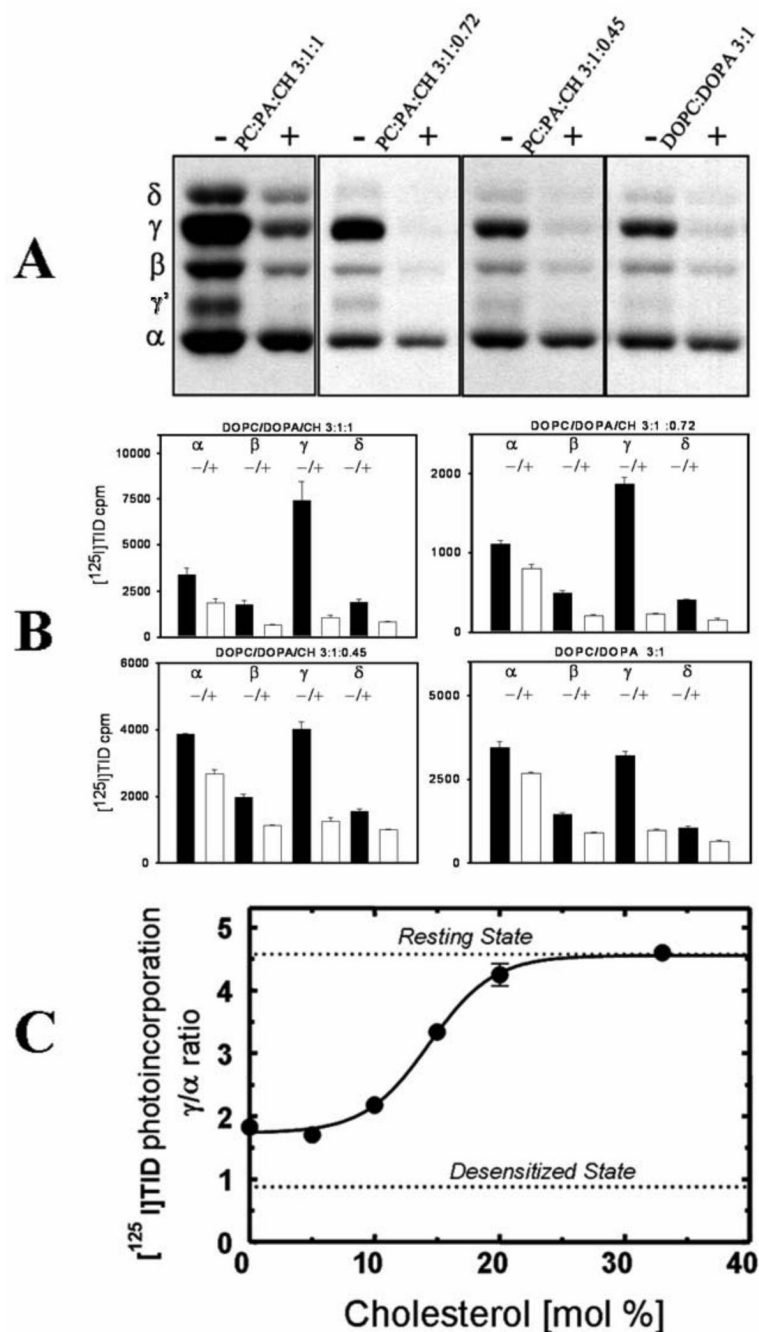 PC:PA:CH 3:1:1 PC:PA:CH 3:1:0.72 PC:PA:CH 3:1:0.45 DOPC:DOPA 3:1
- + - + - + - +
A
δ
γ
β
γ'
α
B
DOPC/DOPA/CH 3:1:1
α β γ δ
−/+ −/+ −/+ −/+
10000
7500
5000
2500
0
[125I]TID cpm
DOPC/DOPA/CH 3:1 :0.72
α β γ δ
−/+ −/+ −/+ −/+
2000
1000
0
DOPC/DOPA/CH 3:1:0.45
α β γ δ
−/+ −/+ −/+ −/+
6000
4000
2000
0
[125I]TID cpm
DOPC/DOPA 3:1
α β γ δ
−/+ −/+ −/+ −/+
5000
2500
0
C
[125 I]TID photoincorporation
γ/α ratio
5
4
3
2
1
0
Resting State
Desensitized State
0 10 20 30 40
Cholesterol [mol %]